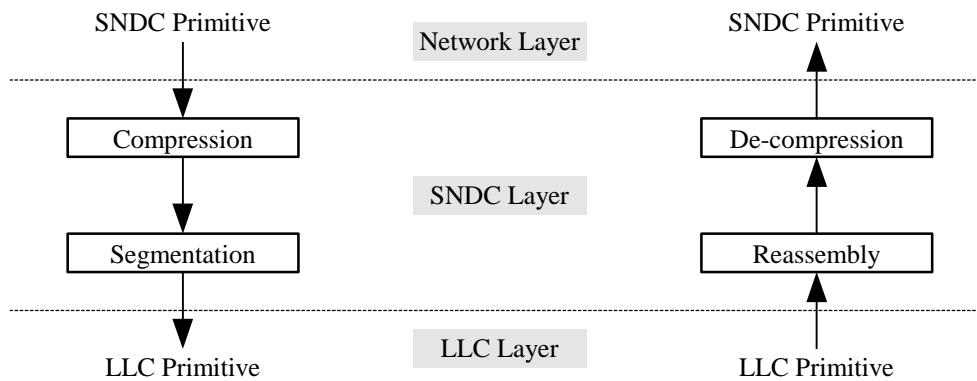 SNDC Primitive
Network Layer
SNDC Primitive
Compression
De-compression
SNDC Layer
Segmentation
Reassembly
LLC Layer
LLC Primitive
LLC Primitive